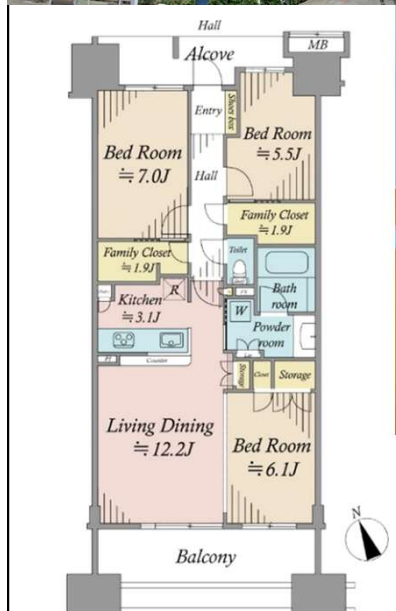 Hall
MB
Alcove
Entry
Shoes box
Bed Room
≒5.5J
Bed Room
≒7.0J
Hall
Family Closet
≒1.9J
Family Closet
≒1.9J
Toilet
Bath
room
Kitchen
≒3.1J
R
W
Powder
room
Counter
Storage
Closet
Storage
Living Dining
≒12.2J
Bed Room
≒6.1J
N
Balcony